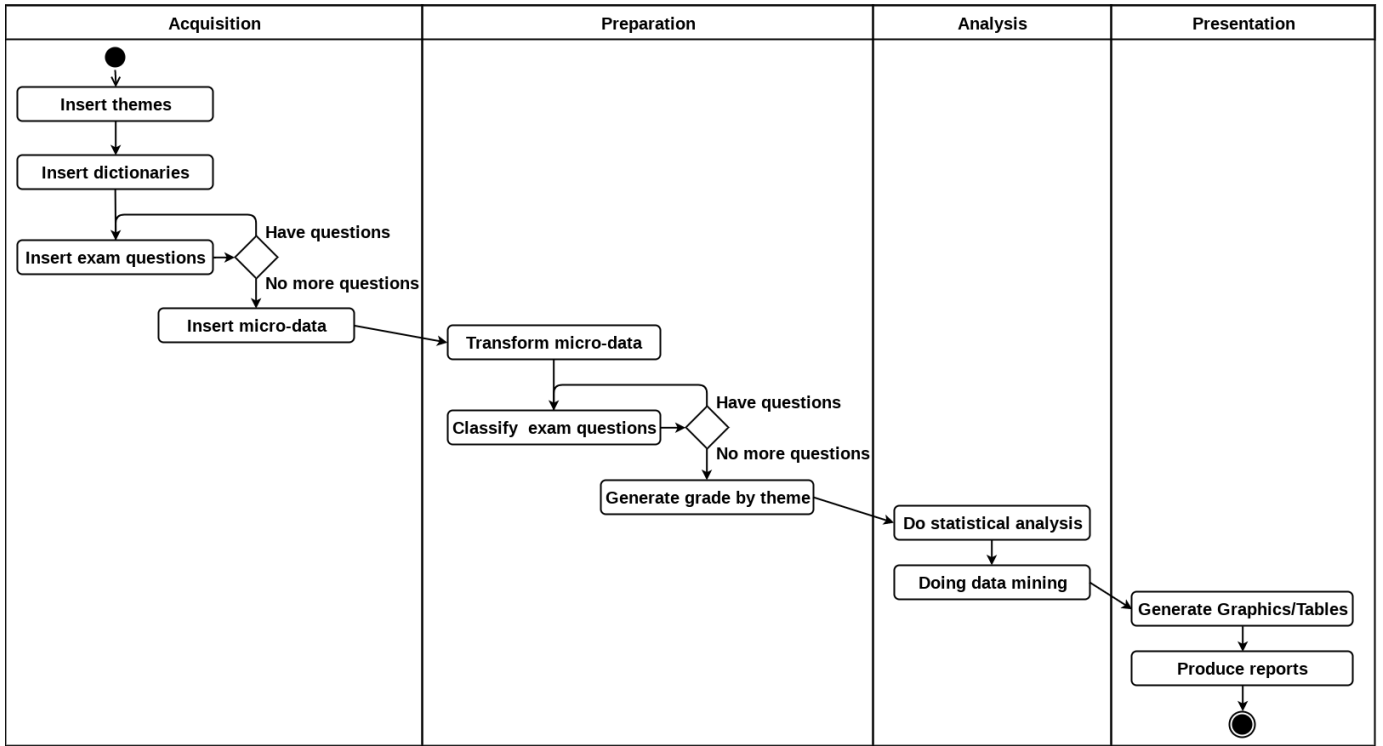 Acquisition
Preparation
Analysis
Presentation
Insert themes
Insert dictionaries
Have questions
Insert exam questions
No more questions
Insert micro-data
Transform micro-data
Have questions
Classify  exam questions
No more questions
Generate grade by theme
Do statistical analysis
Doing data mining
Generate Graphics/Tables
Produce reports